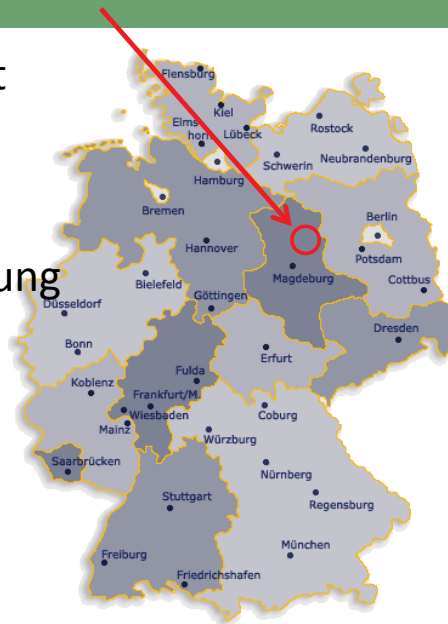 t
Flensburg
Kiel
Elms
horn
Lübeck
Rostock
Schwerin
Neubrandenburg
Hamburg
Bremen
Berlin
Hannover
Potsdam
ung
Bielefeld
Magdeburg
Cottbus
Göttingen
Düsseldorf
Dresden
Bonn
Erfurt
Koblenz
Fulda
Frankfurt/M.
Wiesbaden
Coburg
Mainz
Würzburg
Saarbrücken
Nürnberg
Stuttgart
Regensburg
München
Freiburg
Friedrichshafen